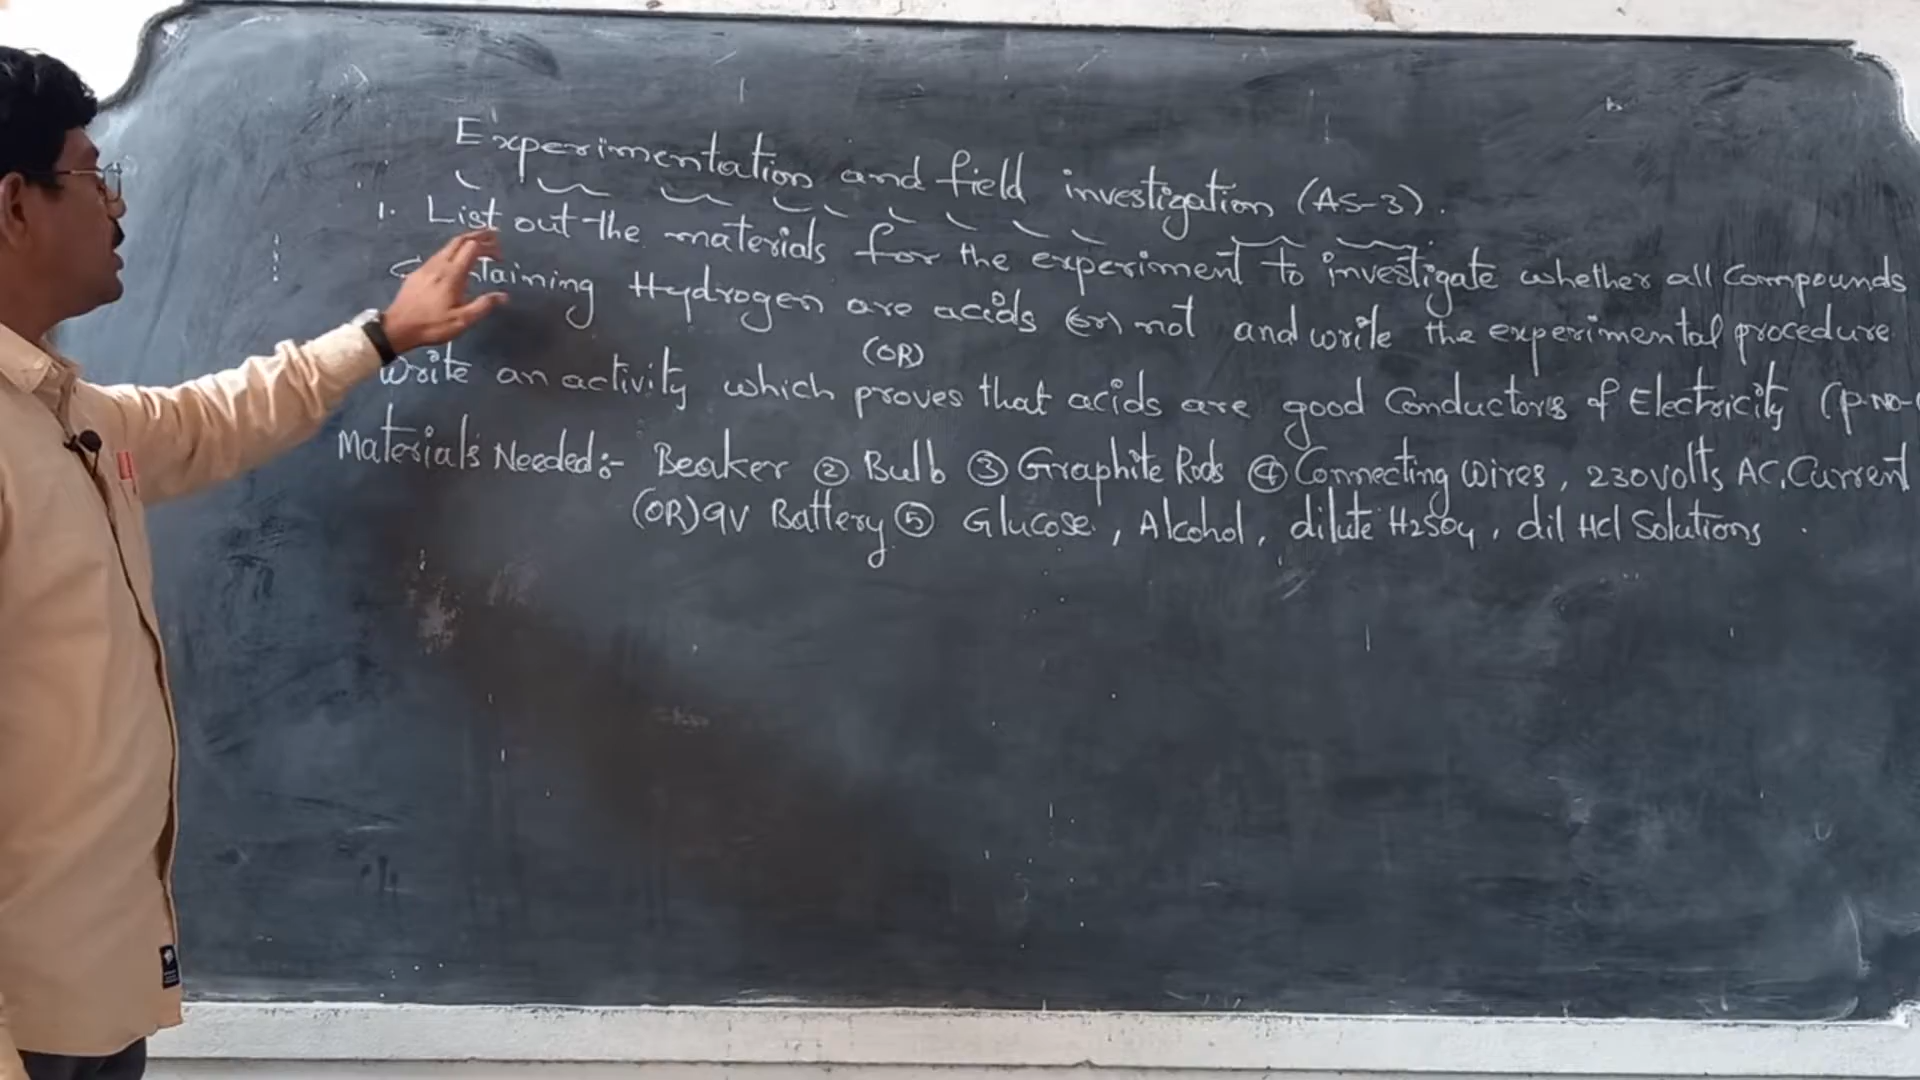 Experimentation and field investigation (AS-3).
1. List out the materials for the experiment to investigate whether all Compounds
Containing Hydrogen are acids (or) not and write the experimental procedure
(OR)
Write an activity which proves that acids are good Conductors of Electricity (P.NO-
Materials Needed:- Beaker ② Bulb ③ Graphite Rods ④ Connecting wires, 230volts AC.Current
(OR) 9V Battery ⑤ Glucose, Alcohol, dilute H2SO4, dil Hcl Solutions.